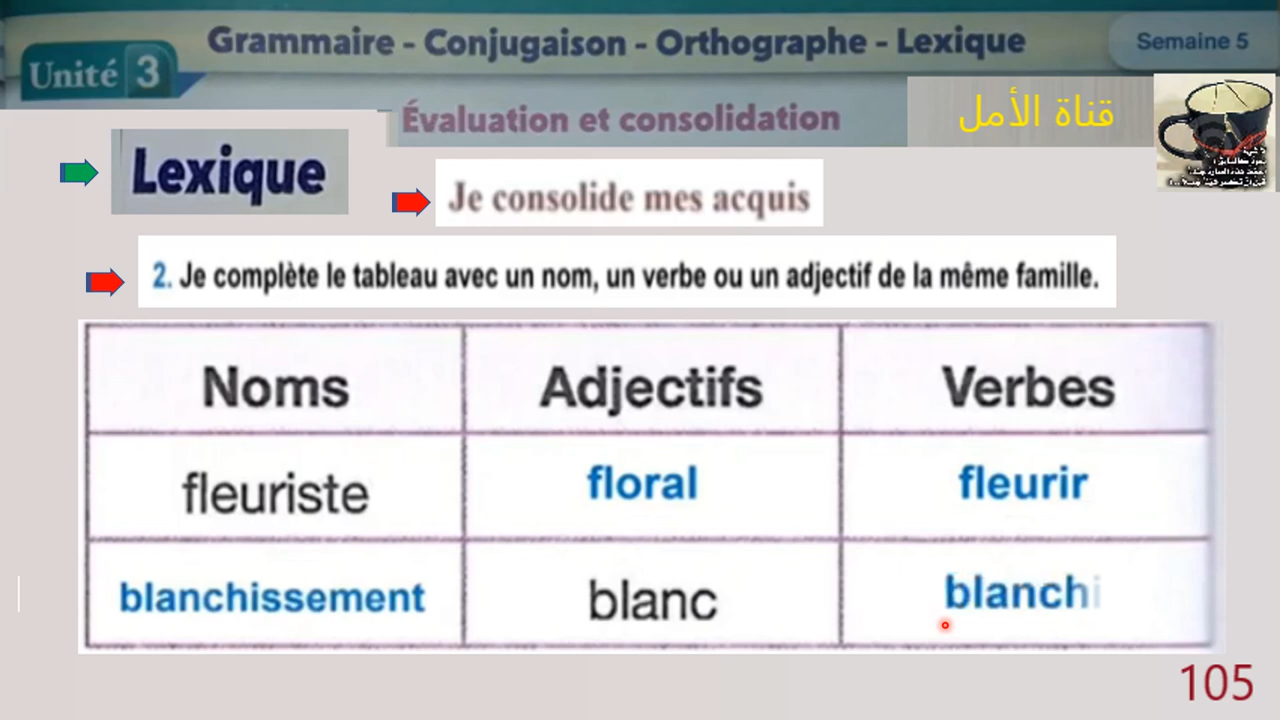 Grammaire - Conjugaison - Orthographe - Lexique
Semaine 5
Unité 3
Évaluation et consolidation
قناة الأمل
Lexique
Je consolide mes acquis
2. Je complète le tableau avec un nom, un verbe ou un adjectif de la même famille.
Noms Adjectifs Verbes
fleuriste floral fleurir
blanchissement blanc blanchi
105